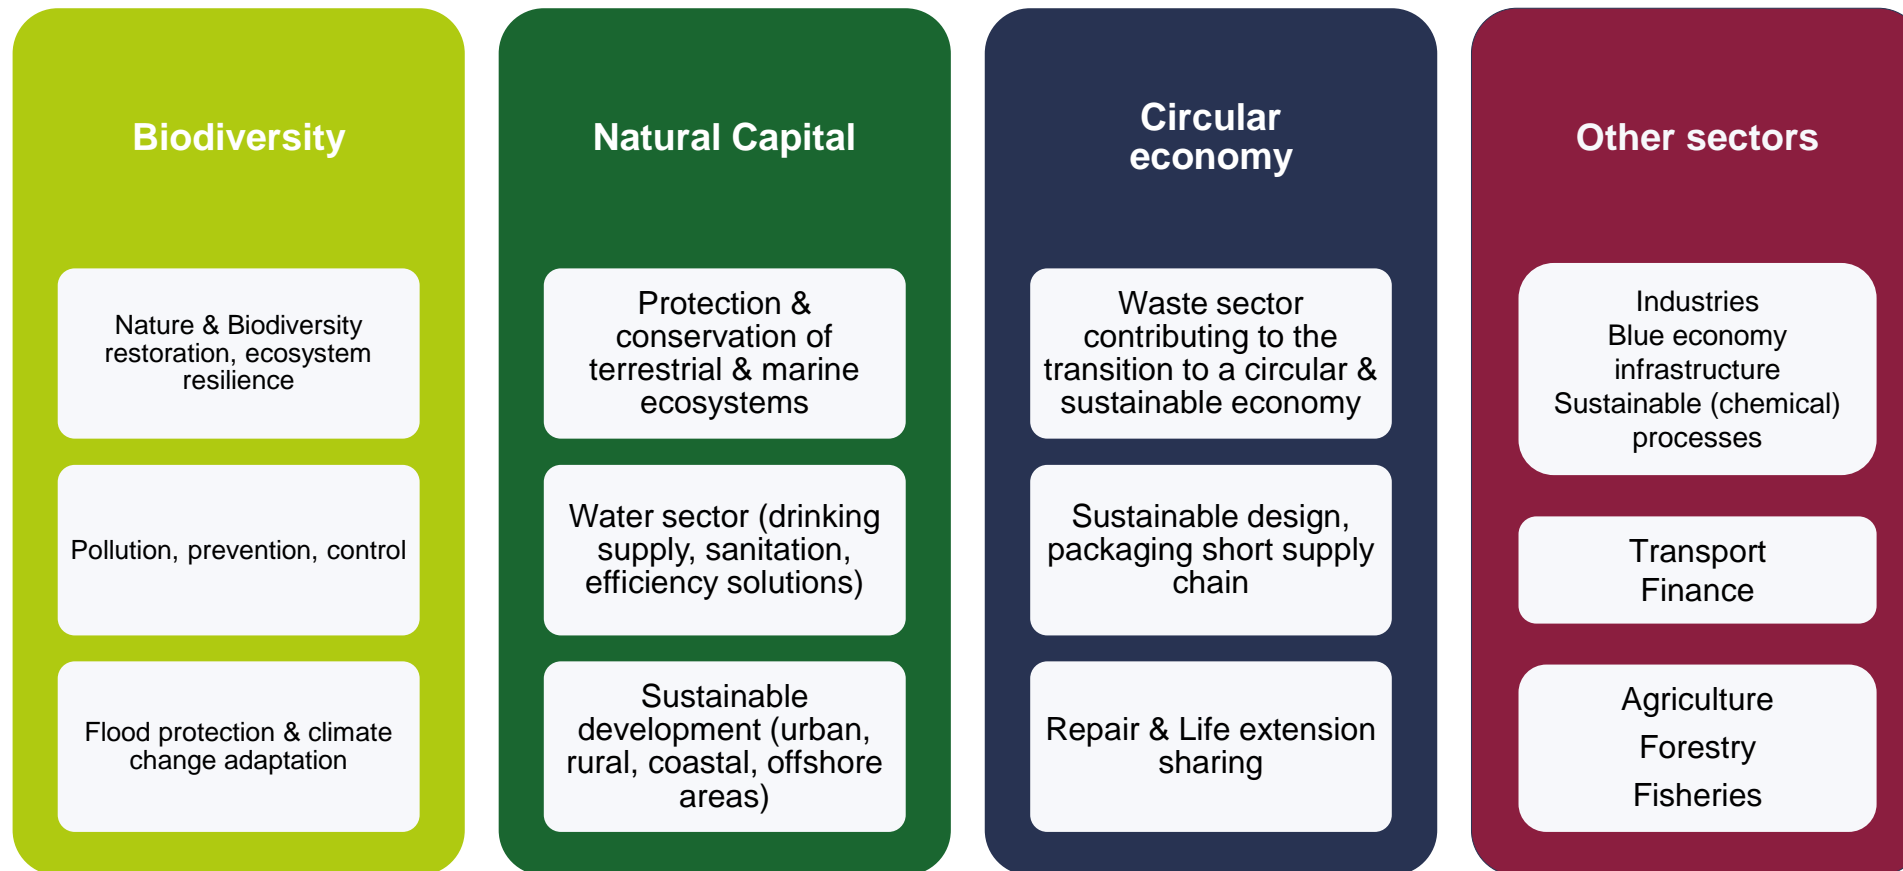 Biodiversity
Nature & Biodiversity
restoration, ecosystem
resilience
Pollution, prevention, control
Flood protection & climate
change adaptation
Natural Capital
Protection &
conservation of
terrestrial & marine
ecosystems
Water sector (drinking
supply, sanitation,
efficiency solutions)
Sustainable
development (urban,
rural, coastal, offshore
areas)
Circular
economy
Waste sector
contributing to the
transition to a circular &
sustainable economy
Sustainable design,
packaging short supply
chain
Repair & Life extension
sharing
Other sectors
Industries
Blue economy
infrastructure
Sustainable (chemical)
processes
Transport
Finance
Agriculture
Forestry
Fisheries